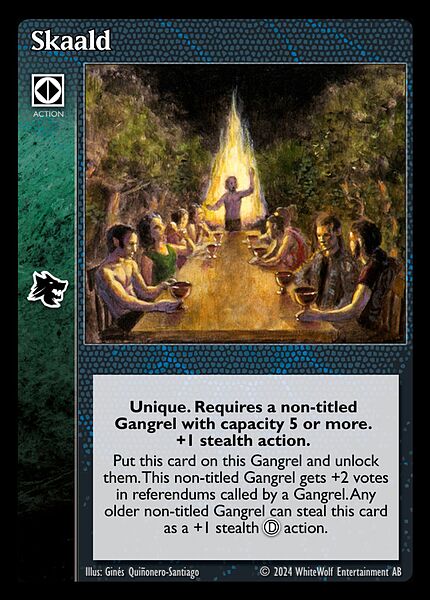 Skaald
ACTION
Unique. Requires a non-titled
Gangrel with capacity 5 or more.
+1 stealth action.
Put this card on this Gangrel and unlock
them. This non-titled Gangrel gets +2 votes
in referendums called by a Gangrel. Any
older non-titled Gangrel can steal this card
as a +1 stealth Ⓓ action.
Illus: Ginés Quiñonero-Santiago
© 2024 WhiteWolf Entertainment AB